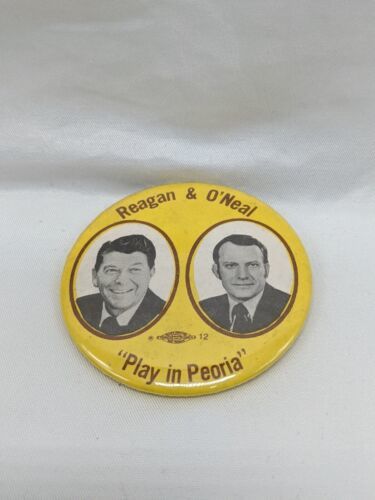 Reagan & O'Neal
12
"Play in Peoria"